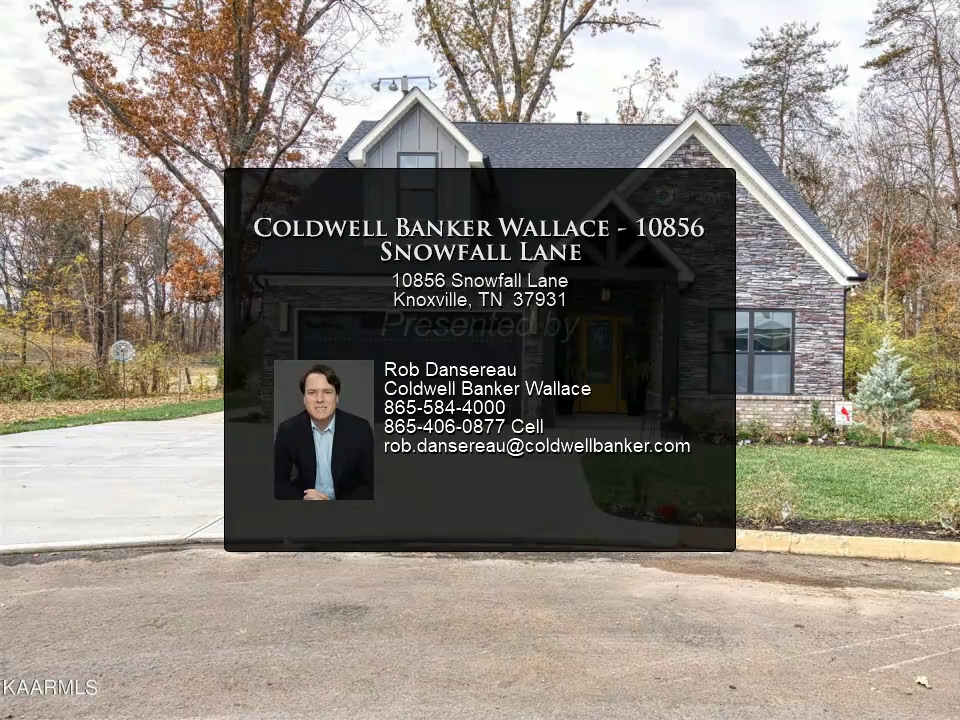 Coldwell Banker Wallace - 10856
Snowfall Lane
10856 Snowfall Lane
Knoxville, TN 37931
Presented by
Rob Dansereau
Coldwell Banker Wallace
865-584-4000
865-406-0877 Cell
rob.dansereau@coldwellbanker.com
KAARMLS